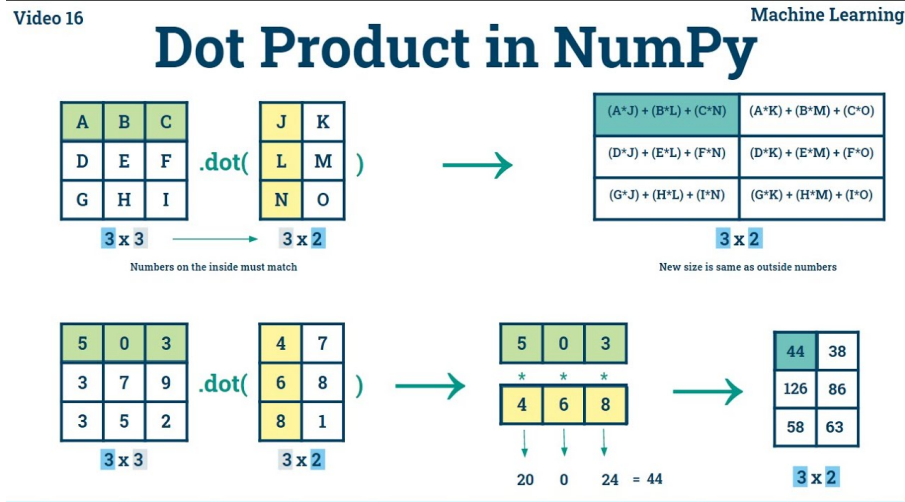 Video 16
Machine Learning
Dot Product in NumPy
A B C
D E F
G H I
.dot(
J K
L M
N O
)
(A*J) + (B*L) + (C*N) (A*K) + (B*M) + (C*O)
(D*J) + (E*L) + (F*N) (D*K) + (E*M) + (F*O)
(G*J) + (H*L) + (I*N) (G*K) + (H*M) + (I*O)
3 x 3
3 x 2
3 x 2
Numbers on the inside must match
New size is same as outside numbers
5 0 3
3 7 9
3 5 2
.dot(
4 7
6 8
8 1
)
5 0 3
* * *
4 6 8
20 0 24 = 44
44 38
126 86
58 63
3 x 3
3 x 2
3 x 2